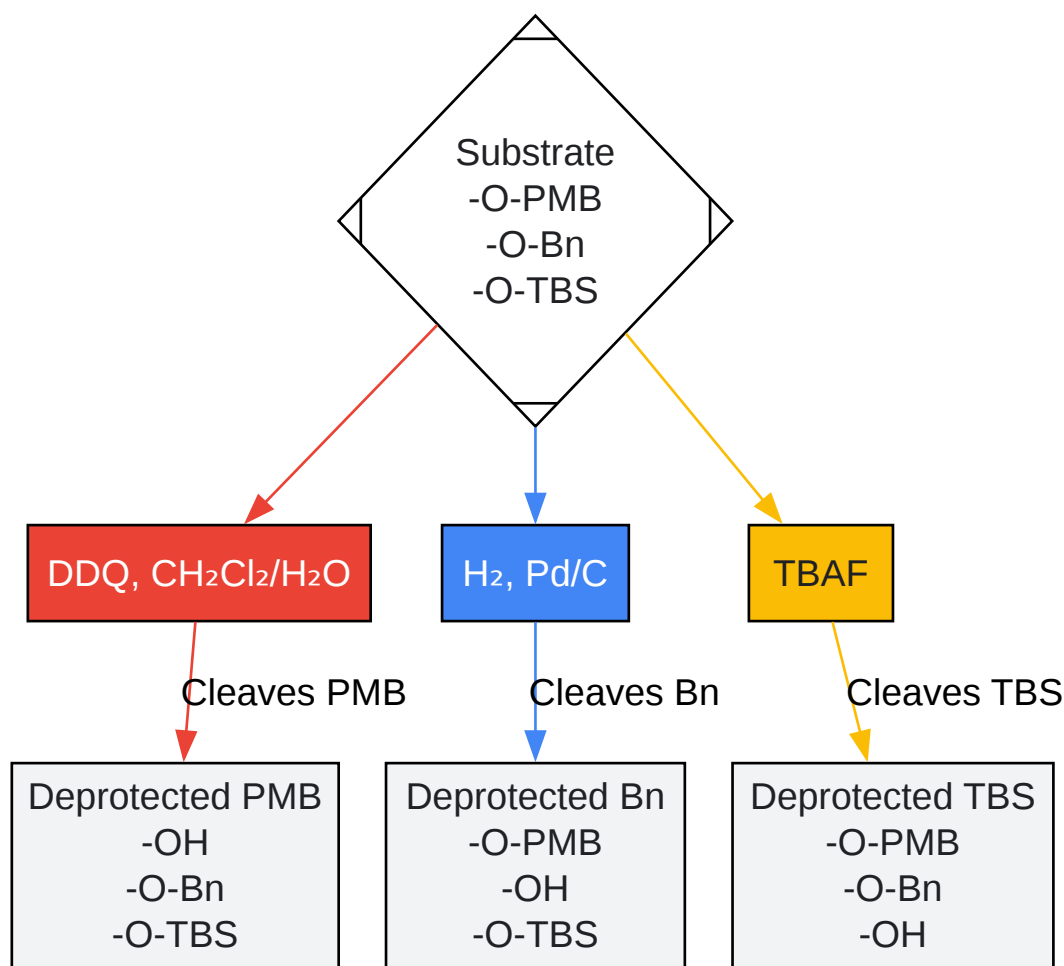 Substrate
-O-PMB
-O-Bn
-O-TBS
DDQ, CH₂Cl₂/H₂O
H₂, Pd/C
TBAF
Cleaves PMB
Cleaves Bn
Cleaves TBS
Deprotected PMB
-OH
-O-Bn
-O-TBS
Deprotected Bn
-O-PMB
-OH
-O-TBS
Deprotected TBS
-O-PMB
-O-Bn
-OH